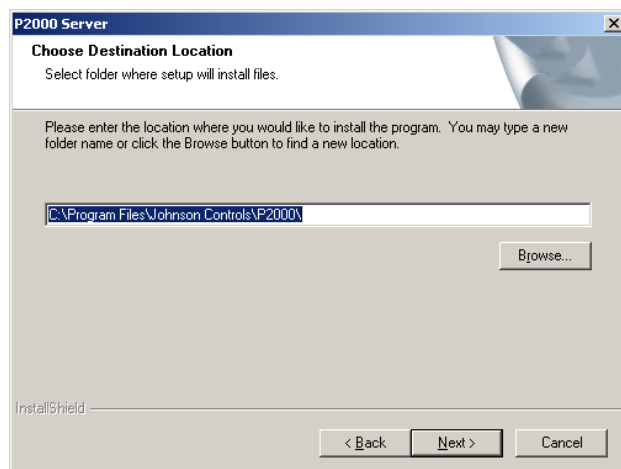 P2000 Server
Choose Destination Location
Select folder where setup will install files.
Please enter the location where you would like to install the program. You may type a new
folder name or click the Browse button to find a new location.
C:\Program Files\Johnson Controls\P2000\
Browse...
InstallShield
< Back
Next >
Cancel